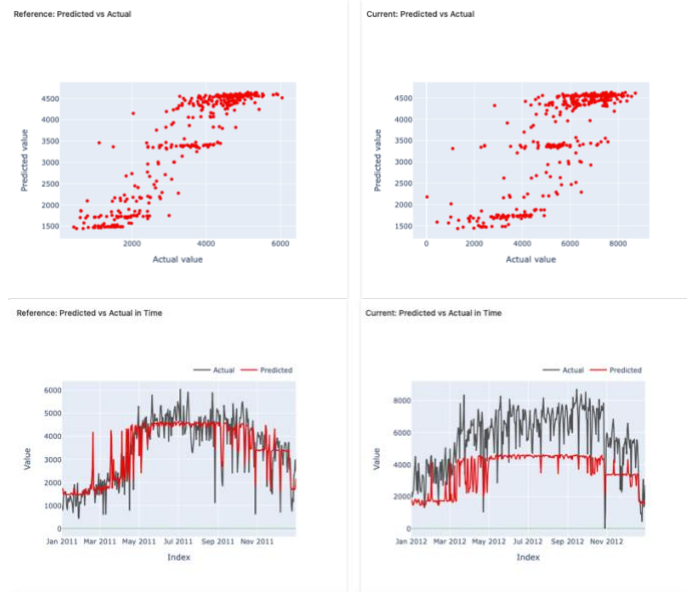 Reference: Predicted vs Actual
Current: Predicted vs Actual
4500
4000
3500
3000
2500
2000
1500
Predicted value
2000 4000 6000
Actual value
4500
4000
3500
3000
2500
2000
1500
Predicted value
0 2000 4000 6000 8000
Actual value
Reference: Predicted vs Actual in Time
Current: Predicted vs Actual in Time
Actual Predicted
6000
5000
4000
3000
2000
1000
0
Value
Jan 2011 Mar 2011 May 2011 Jul 2011 Sep 2011 Nov 2011
Index
Actual Predicted
8000
6000
4000
2000
0
Value
Jan 2012 Mar 2012 May 2012 Jul 2012 Sep 2012 Nov 2012
Index